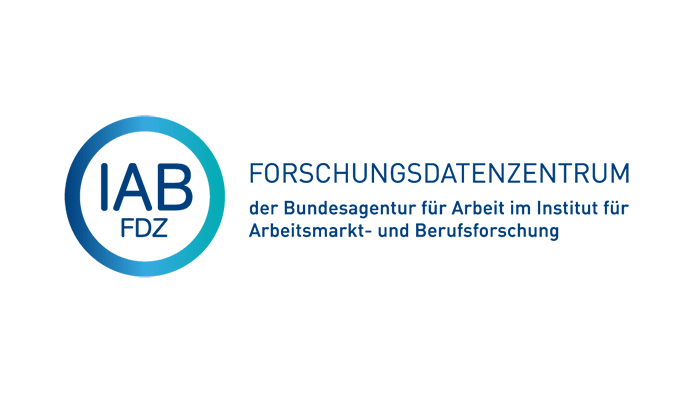 IAB
FDZ
FORSCHUNGSDATENZENTRUM
der Bundesagentur für Arbeit im Institut für
Arbeitsmarkt- und Berufsforschung